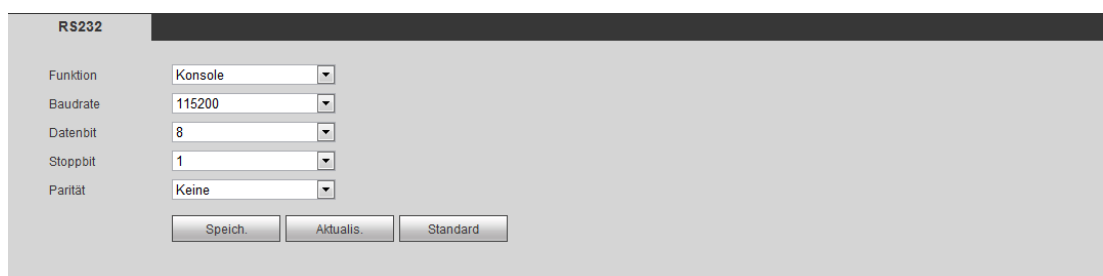 RS232
Funktion Konsole
Baudrate 115200
Datenbit 8
Stoppbit 1
Parität Keine
Speich. Aktualis. Standard